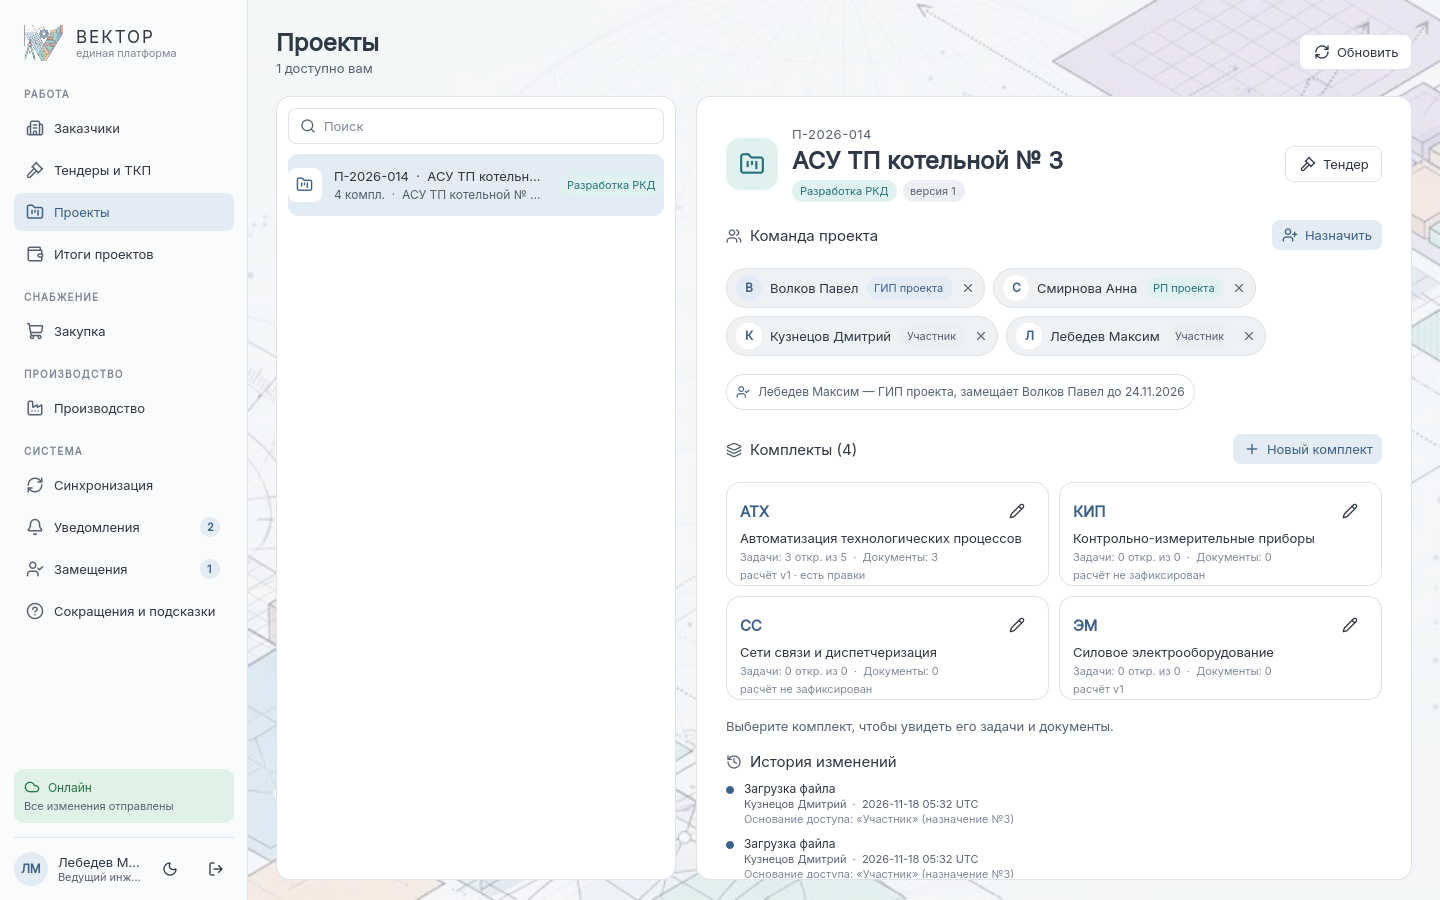 ВЕКТОР
единая платформа
РАБОТА
Заказчики
Тендеры и ТКП
Проекты
Итоги проектов
СНАБЖЕНИЕ
Закупка
ПРОИЗВОДСТВО
Производство
СИСТЕМА
Синхронизация
Уведомления 2
Замещения 1
Сокращения и подсказки
Онлайн
Все изменения отправлены
ЛМ
Лебедев М...
Ведущий инж...
Проекты
1 доступно вам
Обновить
Поиск
П-2026-014 · АСУ ТП котельн...
4 компл. · АСУ ТП котельной № ...
Разработка РКД
П-2026-014
АСУ ТП котельной № 3
Разработка РКД версия 1
Тендер
Команда проекта
Назначить
В Волков Павел ГИП проекта
С Смирнова Анна РП проекта
К Кузнецов Дмитрий Участник
Л Лебедев Максим Участник
Лебедев Максим — ГИП проекта, замещает Волков Павел до 24.11.2026
Комплекты (4)
Новый комплект
АТХ
Автоматизация технологических процессов
Задачи: 3 откр. из 5 · Документы: 3
расчёт v1 · есть правки
КИП
Контрольно-измерительные приборы
Задачи: 0 откр. из 0 · Документы: 0
расчёт не зафиксирован
СС
Сети связи и диспетчеризация
Задачи: 0 откр. из 0 · Документы: 0
расчёт не зафиксирован
ЭМ
Силовое электрооборудование
Задачи: 0 откр. из 0 · Документы: 0
расчёт v1
Выберите комплект, чтобы увидеть его задачи и документы.
История изменений
Загрузка файла
Кузнецов Дмитрий · 2026-11-18 05:32 UTC
Основание доступа: «Участник» (назначение №3)
Загрузка файла
Кузнецов Дмитрий · 2026-11-18 05:32 UTC
Основание доступа: «Участник» (назначение №3)